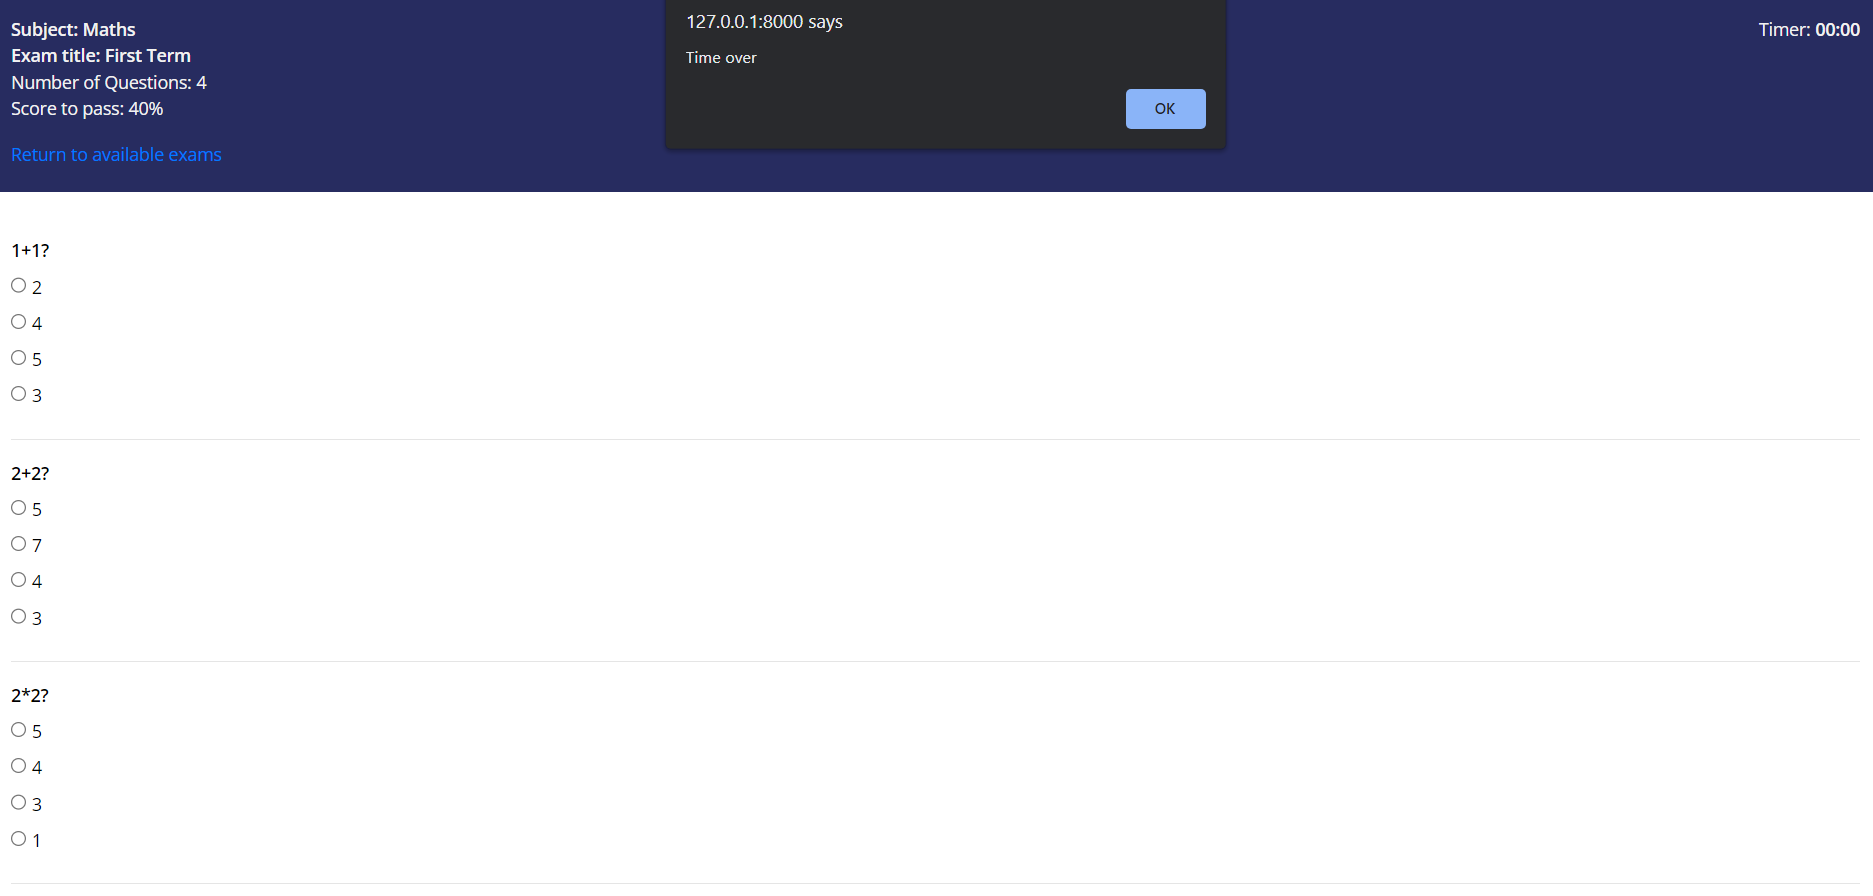 Subject: Maths
Exam title: First Term
Number of Questions: 4
Score to pass: 40%
Return to available exams
127.0.0.1:8000 says
Time over
OK
Timer: 00:00
1+1?
2
4
5
3
2+2?
5
7
4
3
2*2?
5
4
3
1